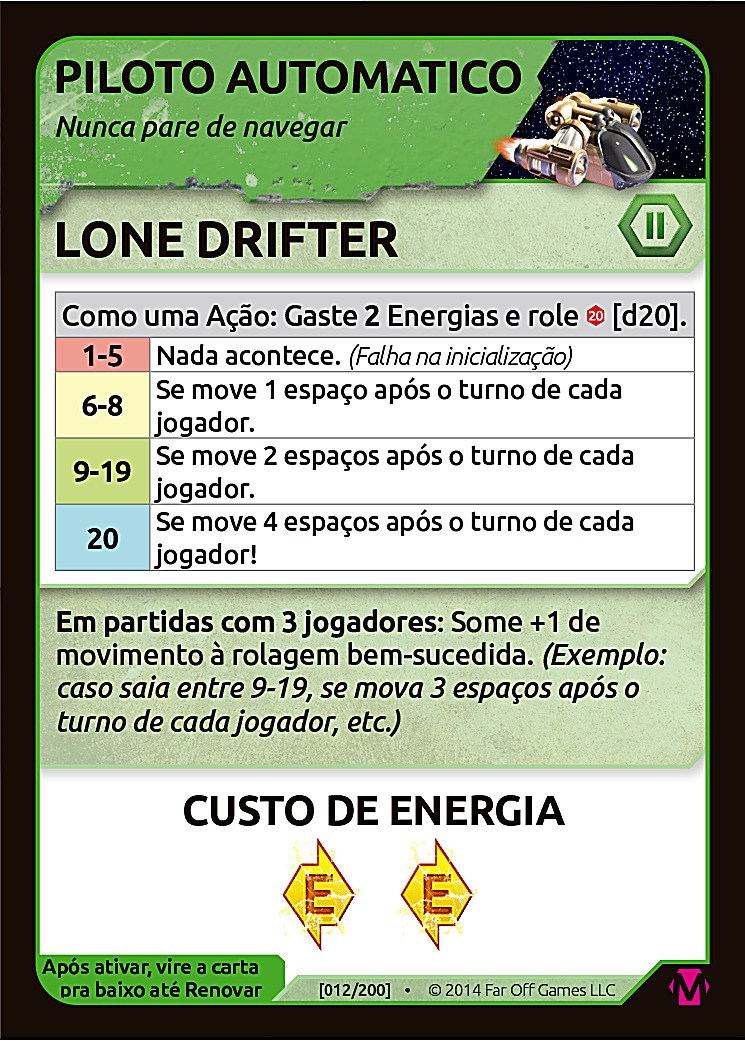 PILOTO AUTOMATICO
Nunca pare de navegar
LONE DRIFTER
II
Como uma Ação: Gaste 2 Energias e role 20 [d20].
1-5 Nada acontece. (Falha na inicialização)
6-8 Se move 1 espaço após o turno de cada
jogador.
9-19 Se move 2 espaços após o turno de cada
jogador.
20 Se move 4 espaços após o turno de cada
jogador!
Em partidas com 3 jogadores: Some +1 de
movimento à rolagem bem-sucedida. (Exemplo:
caso saia entre 9-19, se mova 3 espaços após o
turno de cada jogador, etc.)
CUSTO DE ENERGIA
E E
Após ativar, vire a carta
pra baixo até Renovar
[012/200] • © 2014 Far Off Games LLC
M